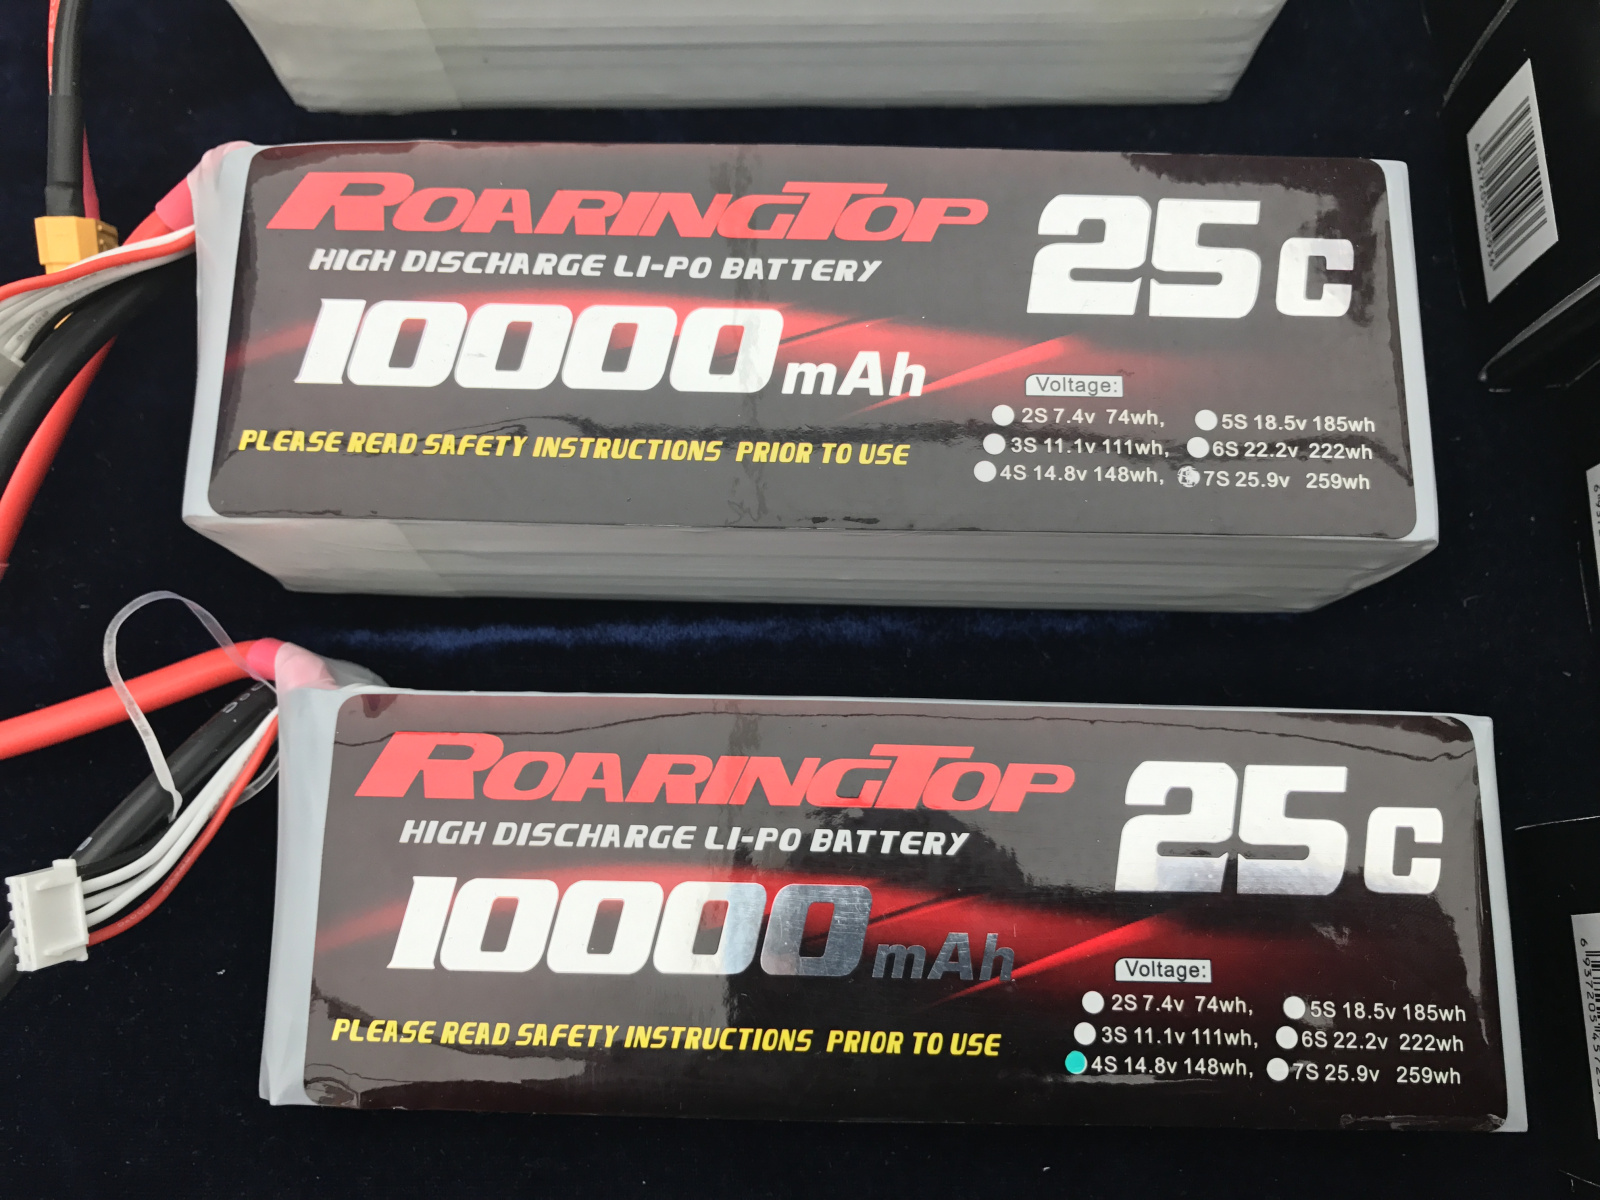 ROARINGTOP
HIGH DISCHARGE LI-PO BATTERY
25C
10000mAh
Voltage:
2S 7.4v 74wh, 5S 18.5v 185wh
3S 11.1v 111wh, 6S 22.2v 222wh
4S 14.8v 148wh, 7S 25.9v 259wh
PLEASE READ SAFETY INSTRUCTIONS PRIOR TO USE
ROARINGTOP
HIGH DISCHARGE LI-PO BATTERY
25C
10000mAh
Voltage:
2S 7.4v 74wh, 5S 18.5v 185wh
3S 11.1v 111wh, 6S 22.2v 222wh
4S 14.8v 148wh, 7S 25.9v 259wh
PLEASE READ SAFETY INSTRUCTIONS PRIOR TO USE